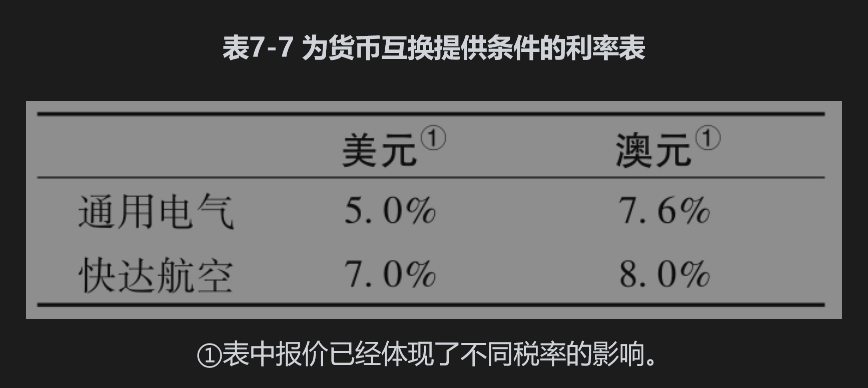 表7-7 为货币互换提供条件的利率表
美元① 澳元①
通用电气 5.0% 7.6%
快达航空 7.0% 8.0%
①表中报价已经体现了不同税率的影响。